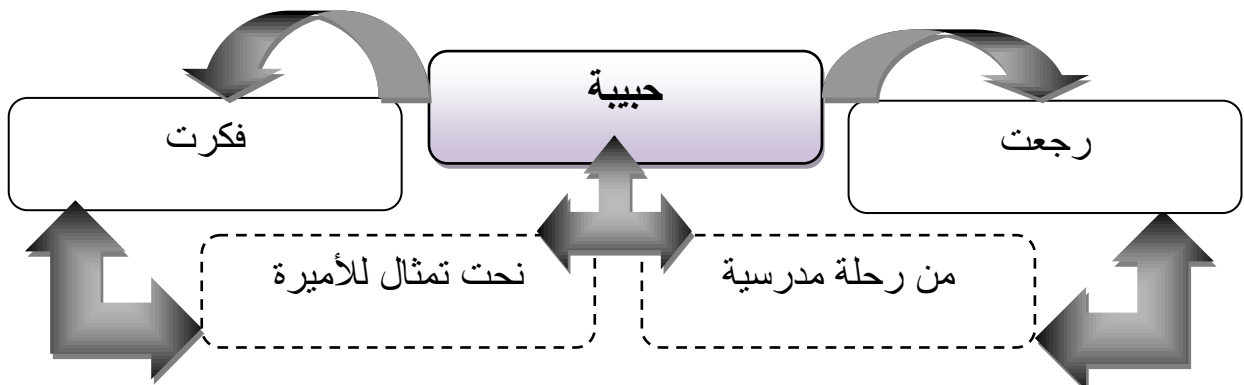 حبيبة
رجعت
فكرت
من رحلة مدرسية
نحت تمثال للأميرة